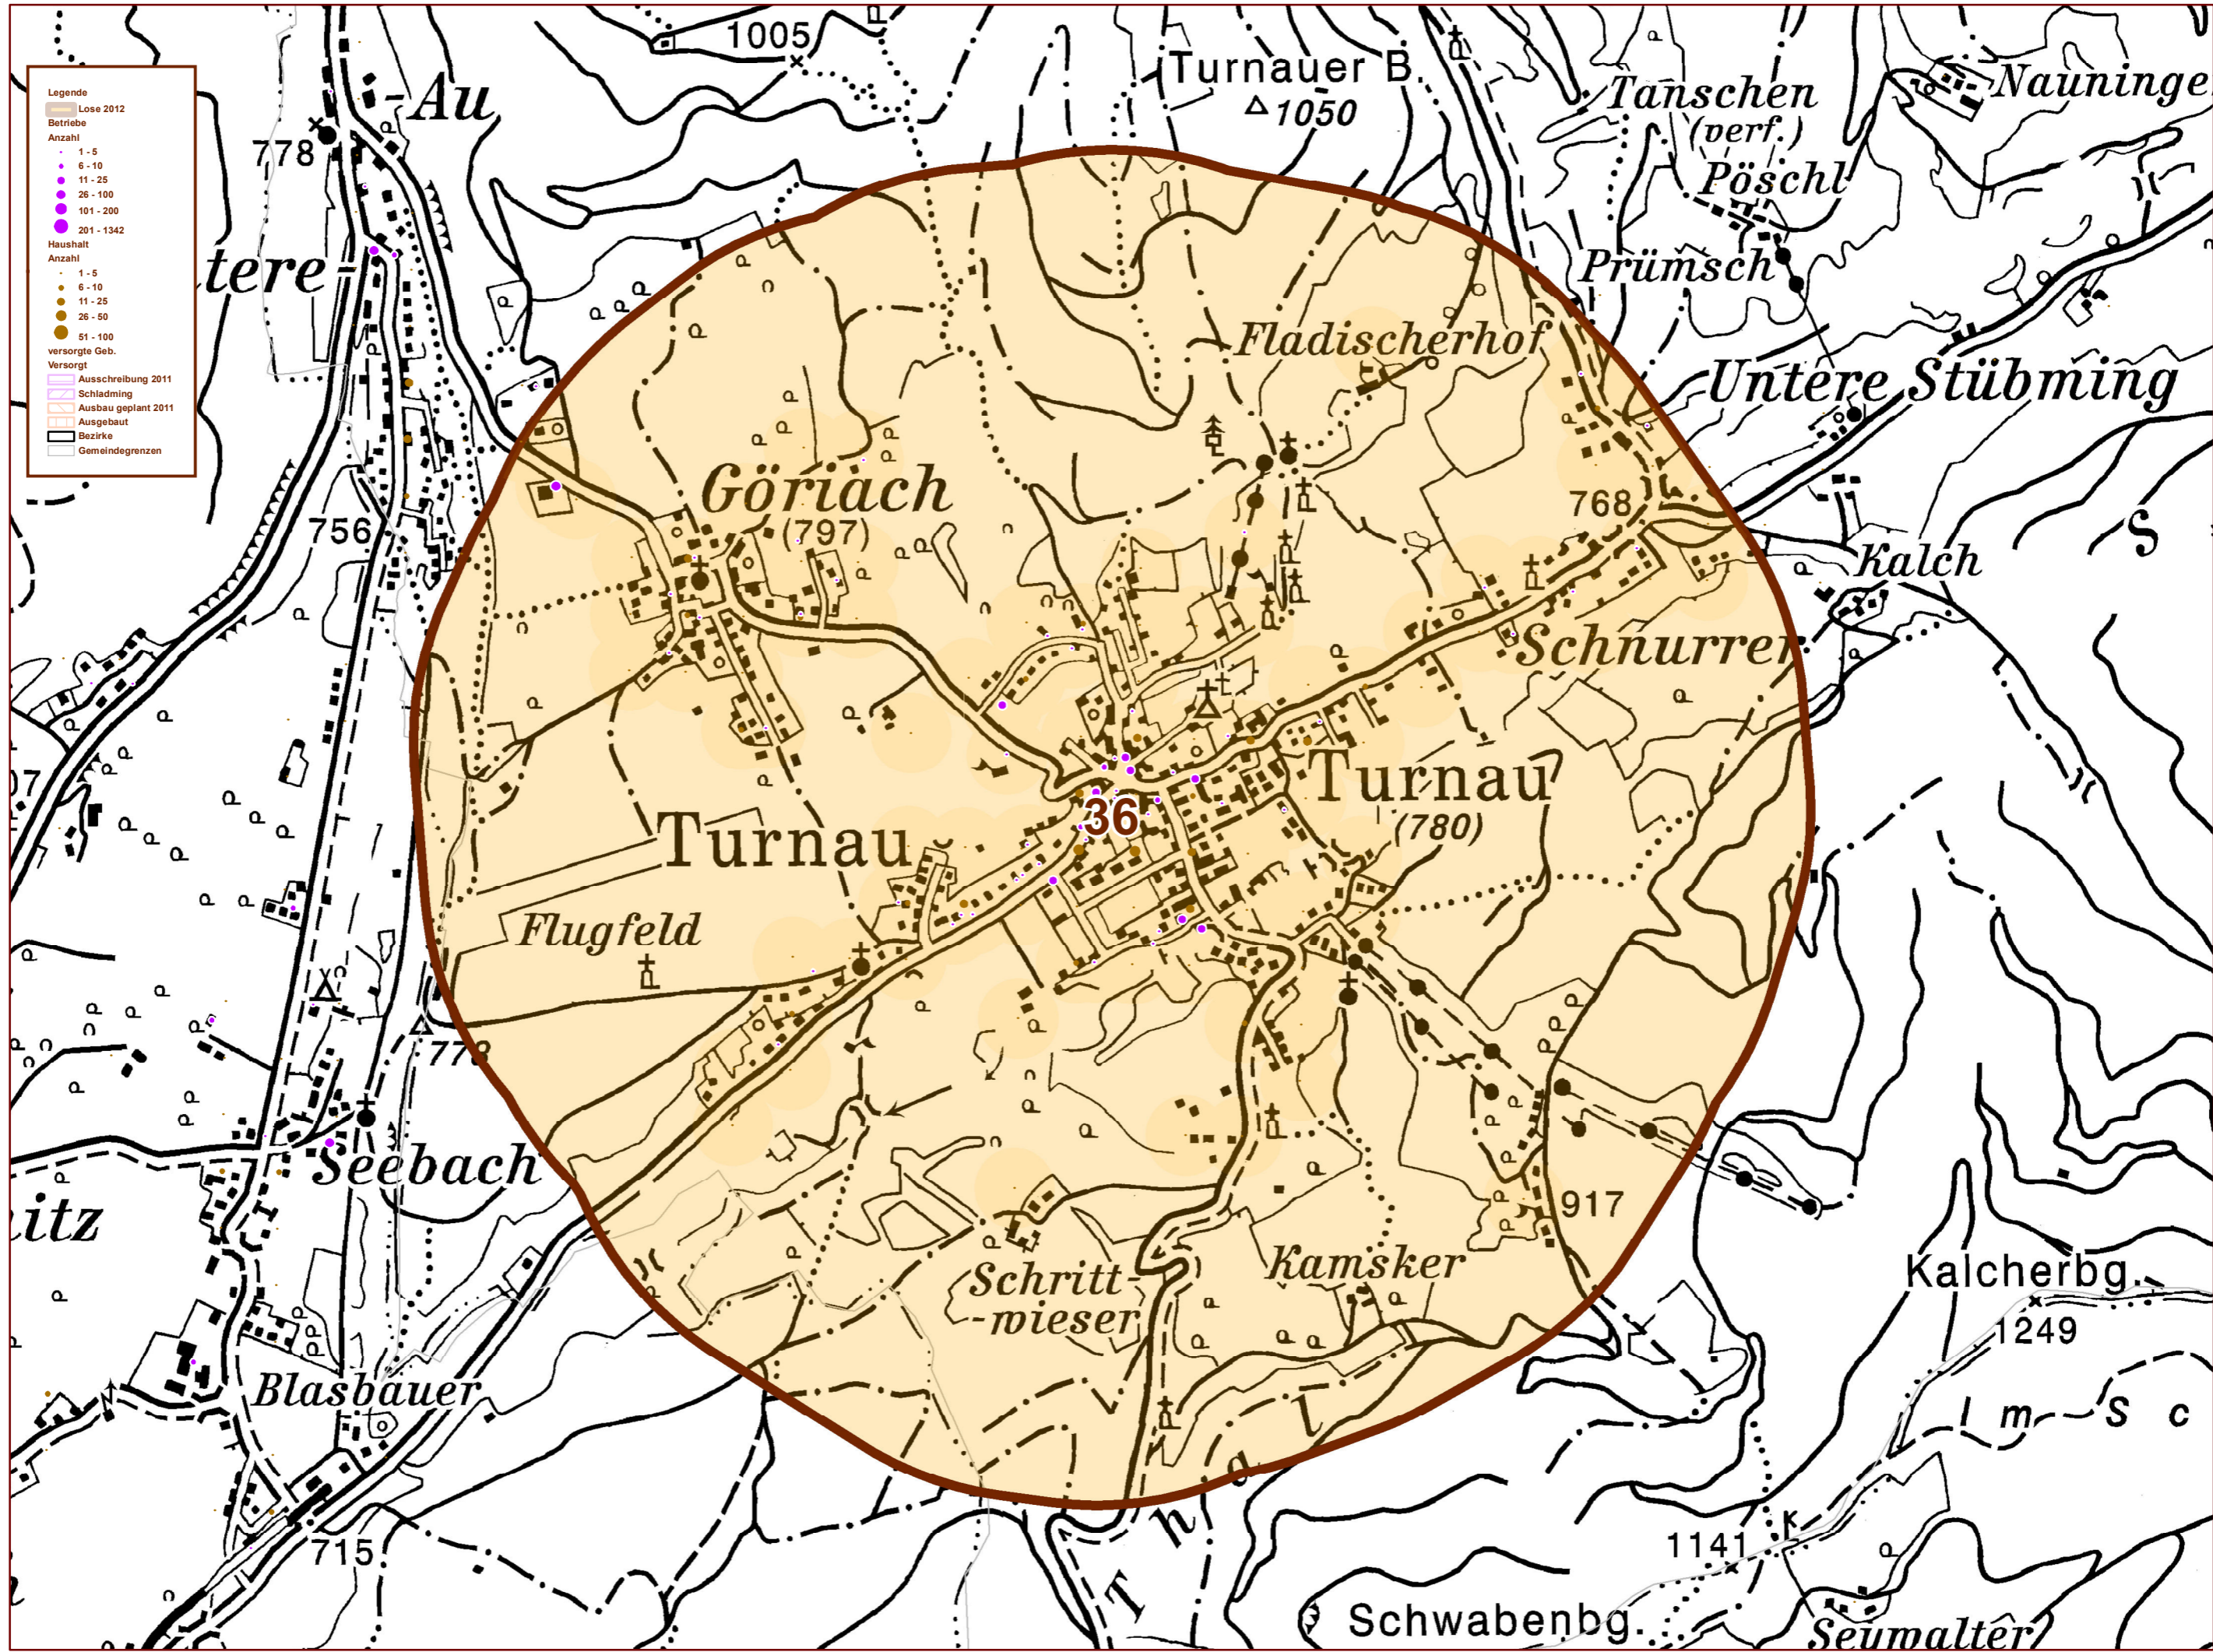 Legende
Lose 2012
Betriebe
Anzahl
1 - 5
6 - 10
11 - 25
26 - 100
101 - 200
201 - 1342
Haushalt
Anzahl
1 - 5
6 - 10
11 - 25
26 - 50
51 - 100
versorgte Geb.
Versorgt
Ausschreibung 2011
Schladming
Ausbau geplant 2011
Ausgebaut
Bezirke
Gemeindegrenzen
1005
Turnauer B.
1050
-Au
778
Tanschen
(verf.)
Nauninge
Pöschl
Prümsch
tere-
Fladischerhof
Untere Stübming
Göriach
(797)
768
756
Kalch
S
Schnurrer
Turnau
(780)
36
Turnau
07
Flugfeld
778
Seebach
itz
917
Kalcherbg.
1249
Schritt-
-wieser
Kamsker
Blasbauer
I m S c
T h a l
715
1141
Schwabenbg.
Seumalter